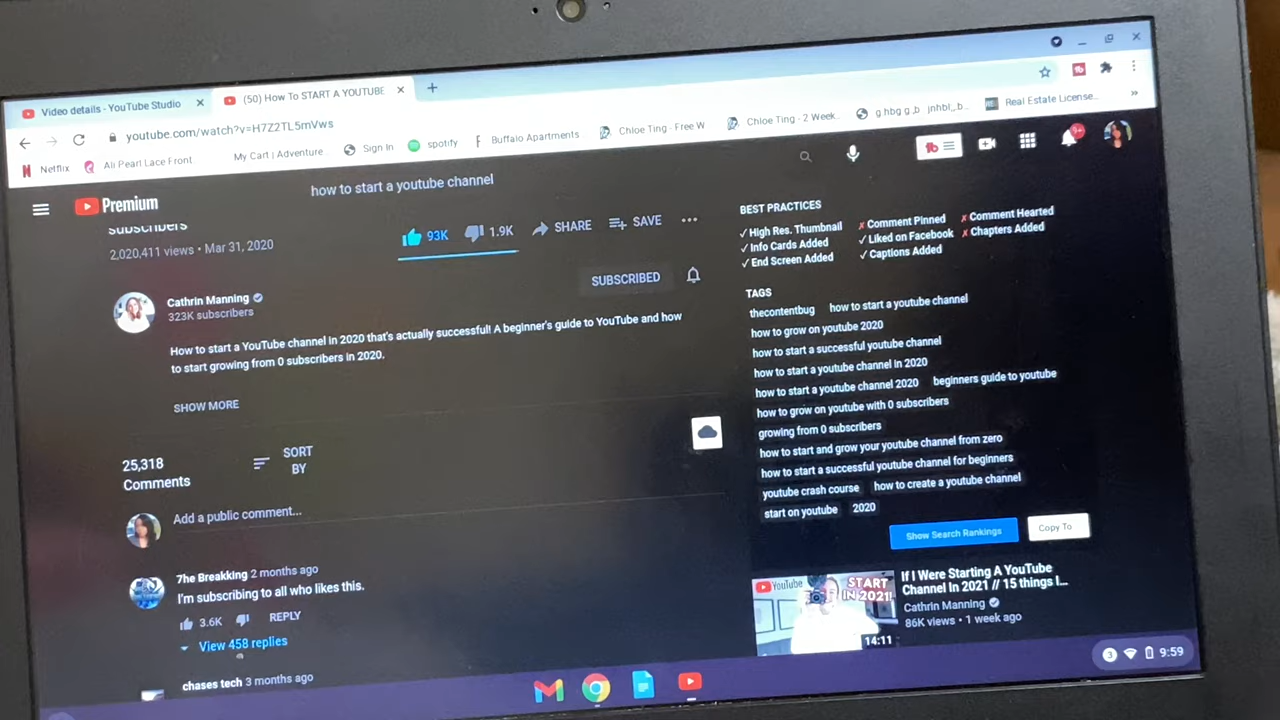 Video details - YouTube Studio
(50) How To START A YOUTUBE
youtube.com/watch?v=H7Z2TL5mVws
Netflix
Ali Pearl Lace Front
My Cart | Adventure
Sign In
spotify
Buffalo Apartments
Chloe Ting - Free W
Chloe Ting - 2 Week..
g hbg g ,b jnhbl,, b...
Real Estate License...
»
Premium
how to start a youtube channel
9+
subscribers
2,020,411 views • Mar 31, 2020
93K
1.9K
SHARE
SAVE
Cathrin Manning
323K subscribers
SUBSCRIBED
How to start a YouTube channel in 2020 that's actually successful! A beginner's guide to YouTube and how
to start growing from 0 subscribers in 2020.
SHOW MORE
25,318
Comments
SORT
BY
Add a public comment...
7he Breakking 2 months ago
I'm subscribing to all who likes this.
3.6K
REPLY
View 458 replies
chases tech 3 months ago
BEST PRACTICES
✓ High Res. Thumbnail
✗ Comment Pinned
✗ Comment Hearted
✓ Info Cards Added
✓ Liked on Facebook
✗ Chapters Added
✓ End Screen Added
✓ Captions Added
TAGS
thecontentbug how to start a youtube channel
how to grow on youtube 2020
how to start a successful youtube channel
how to start a youtube channel in 2020
how to start a youtube channel 2020 beginners guide to youtube
how to grow on youtube with 0 subscribers
growing from 0 subscribers
how to start and grow your youtube channel from zero
how to start a successful youtube channel for beginners
youtube crash course how to create a youtube channel
start on youtube 2020
Show Search Rankings
Copy To
YouTube
START
IN 2021!
14:11
If I Were Starting A YouTube
Channel In 2021 // 15 things I...
Cathrin Manning
86K views • 1 week ago
3
9:59